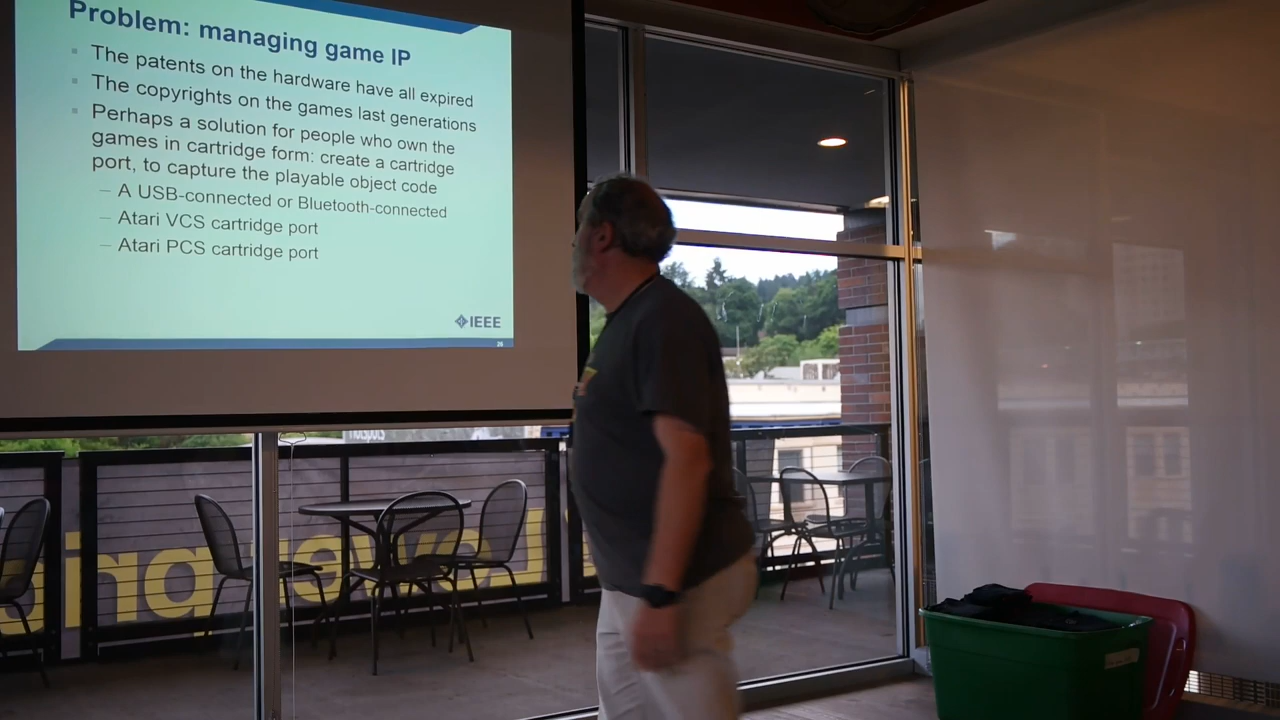 Problem: managing game IP
The patents on the hardware have all expired
The copyrights on the games last generations
Perhaps a solution for people who own the
games in cartridge form: create a cartridge
port, to capture the playable object code
– A USB-connected or Bluetooth-connected
– Atari VCS cartridge port
– Atari PCS cartridge port
IEEE
26